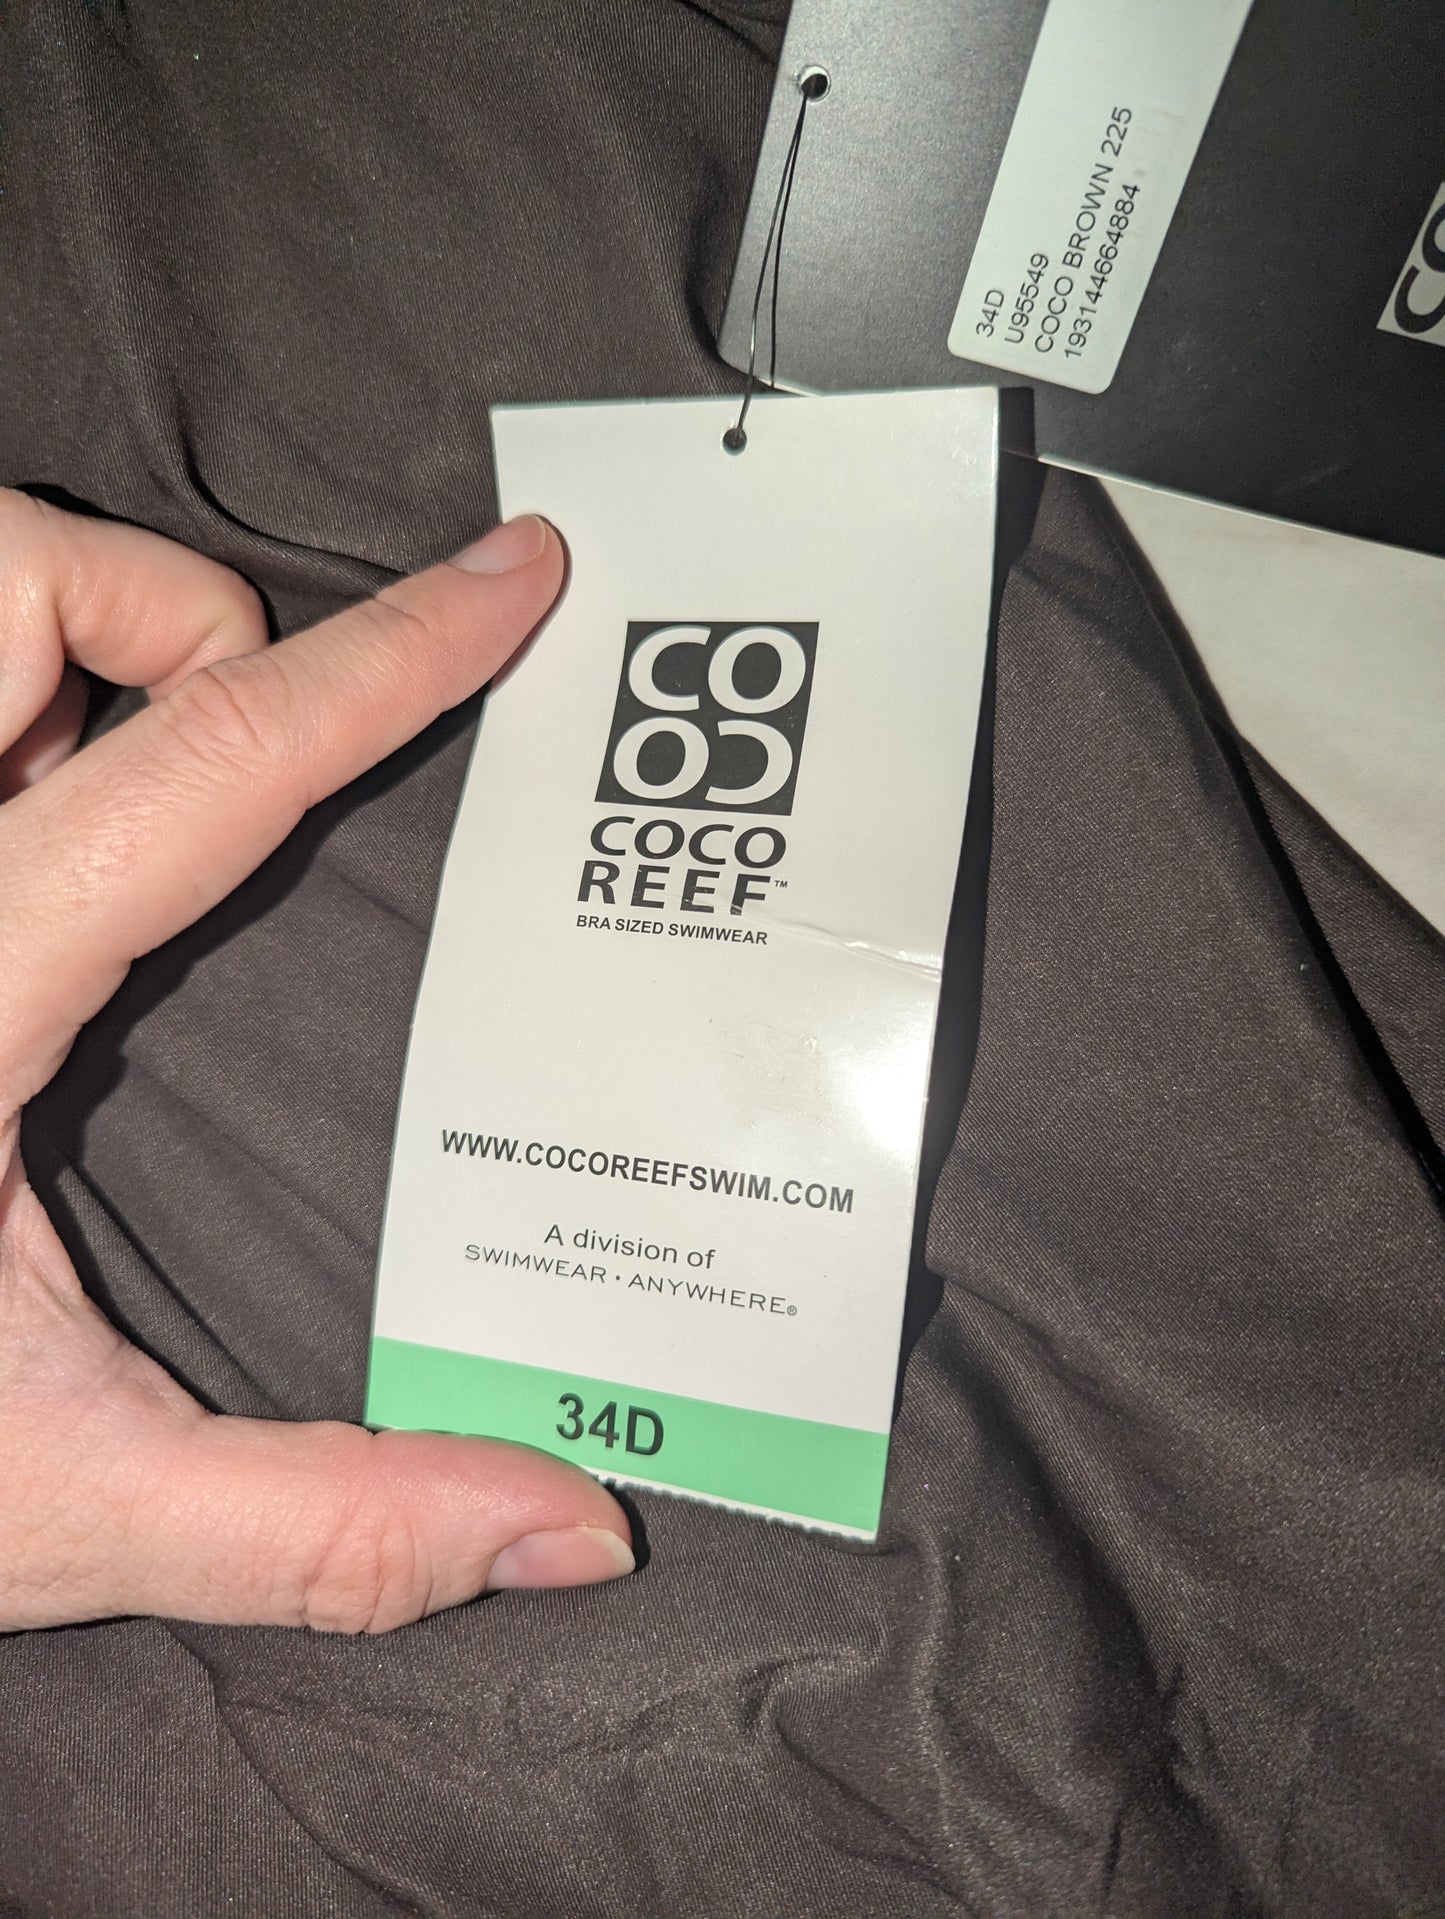 34D
U95549
COCO BROWN 225
193144664884
CO
OC
COCO
REEF™
BRA SIZED SWIMWEAR
WWW.COCOREEFSWIM.COM
A division of
SWIMWEAR • ANYWHERE®
34D